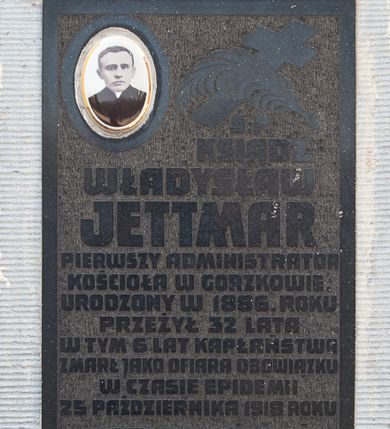 Ś.
KSIĄDZ
WŁADYSŁAW
JETTMAR
PIERWSZY ADMINISTRATOR
KOŚCIOŁA W GORZKOWIE.
URODZONY W 1886. ROKU
PRZEŻYŁ 32 LATA
W TYM 6 LAT KAPŁAŃSTWA
ZMARŁ JAKO OFIARA OBOWIĄZKU
W CZASIE EPIDEMII
25 PAŹDZIERNIKA 1918 ROKU